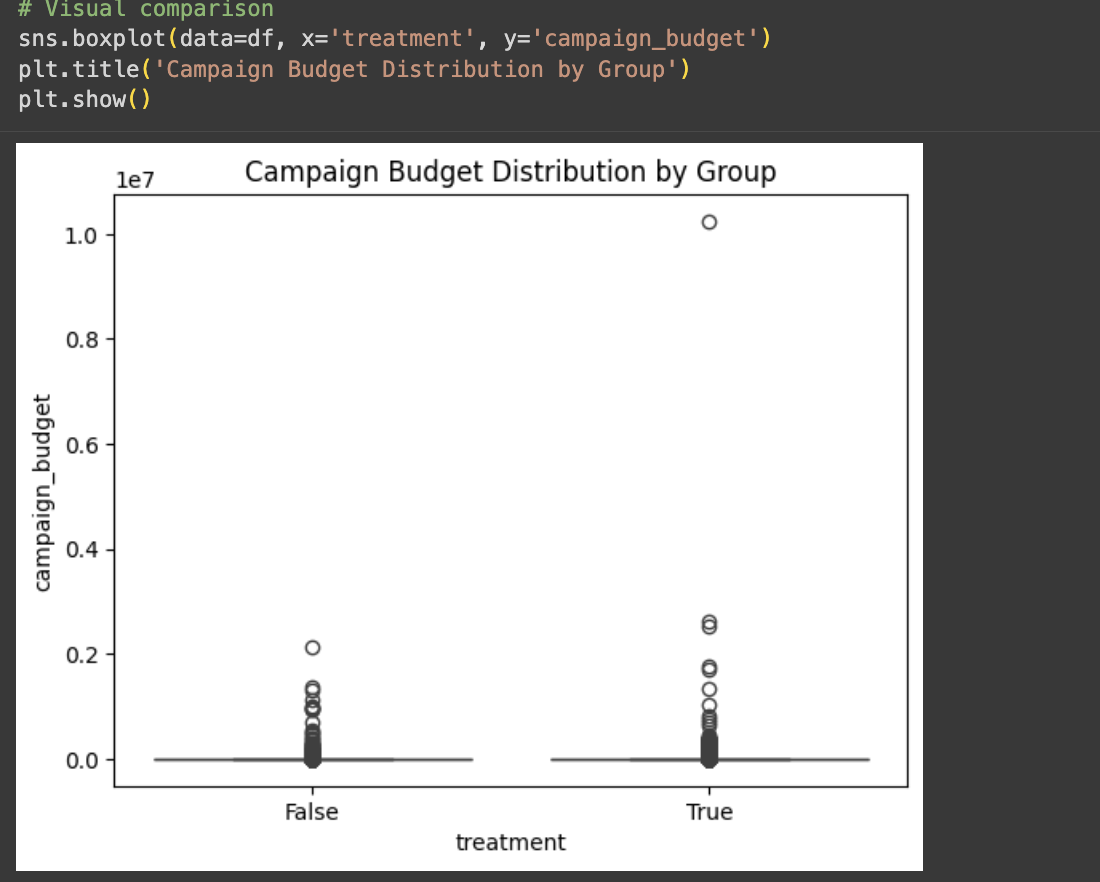 # Visual comparison
sns.boxplot(data=df, x='treatment', y='campaign_budget')
plt.title('Campaign Budget Distribution by Group')
plt.show()
Campaign Budget Distribution by Group
1e7
1.0
0.8
0.6
0.4
0.2
0.0
campaign_budget
False
True
treatment